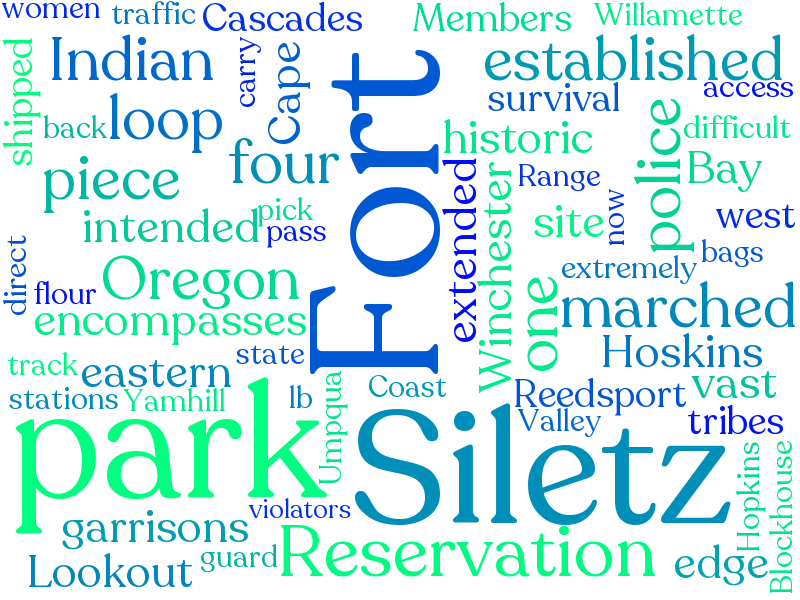 women
traffic
Cascades
Members
Willamette
shipped
Indian
carry
Cape
Fort
established
access
back
loop
survival
historic
police
difficult
piece
four
extended
Range
Bay
intended
pick
pass
Winchester
site
now
west
direct
flour
Oregon
extremely
bags
encompasses
one
marched
track
eastern
state
Hoskins
stations
Yamhill
lb
Umpqua
Coast
Reedsport
vast
park
Siletz
Valley
tribes
garrisons
violators
Hopkins
Blockhouse
Lookout
guard
Reservation
edge